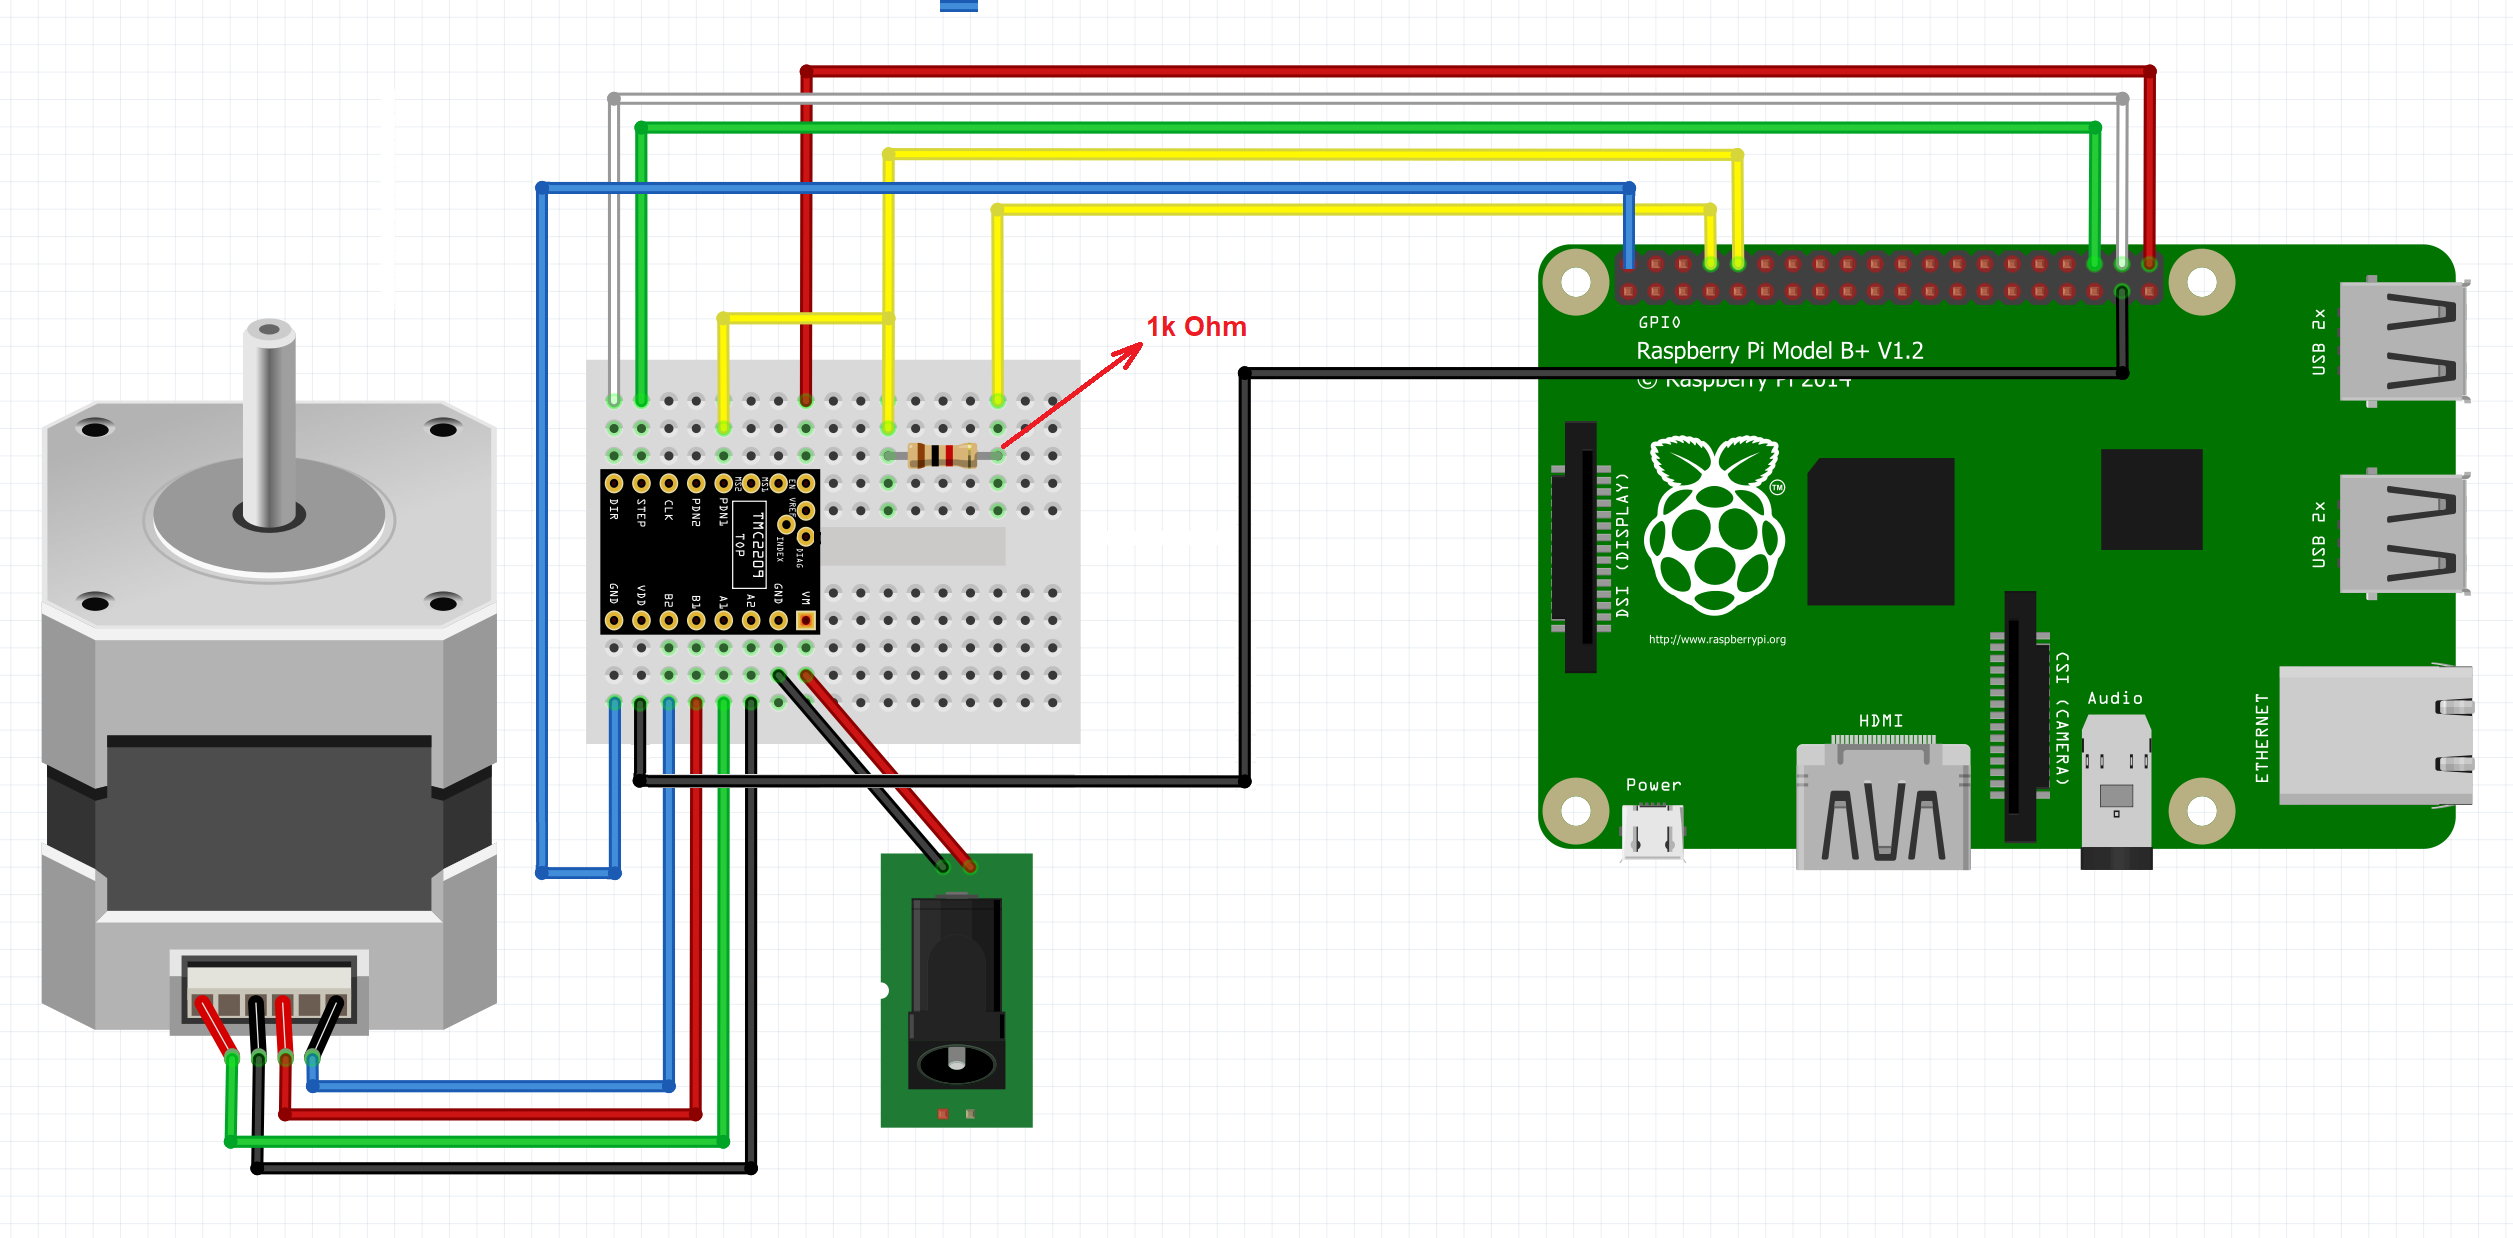 1k Ohm
GPIO
Raspberry Pi Model B+ V1.2
© Raspberry Pi 2014
USB 2x
USB 2x
DSI (DISPLAY)
TM
http://www.raspberrypi.org
CSI (CAMERA)
Audio
HDMI
ETHERNET
Power
DIR
STEP
CLK
PDN2
PDN1
MS2
MS1
EN
VREF
TMC2209
TOP
INDEX
DIAG
GND
VDD
B2
B1
A1
A2
GND
VM